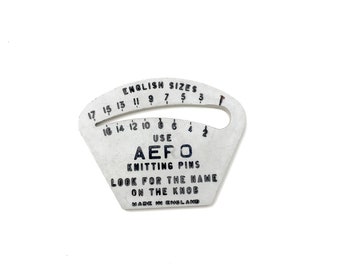 ENGLISH SIZES
17 15 13 11 9 7 5 3 1
16 14 12 10 8 6 4 2
USE
AERO
KNITTING PINS
LOOK FOR THE NAME
ON THE KNOB
MADE IN ENGLAND